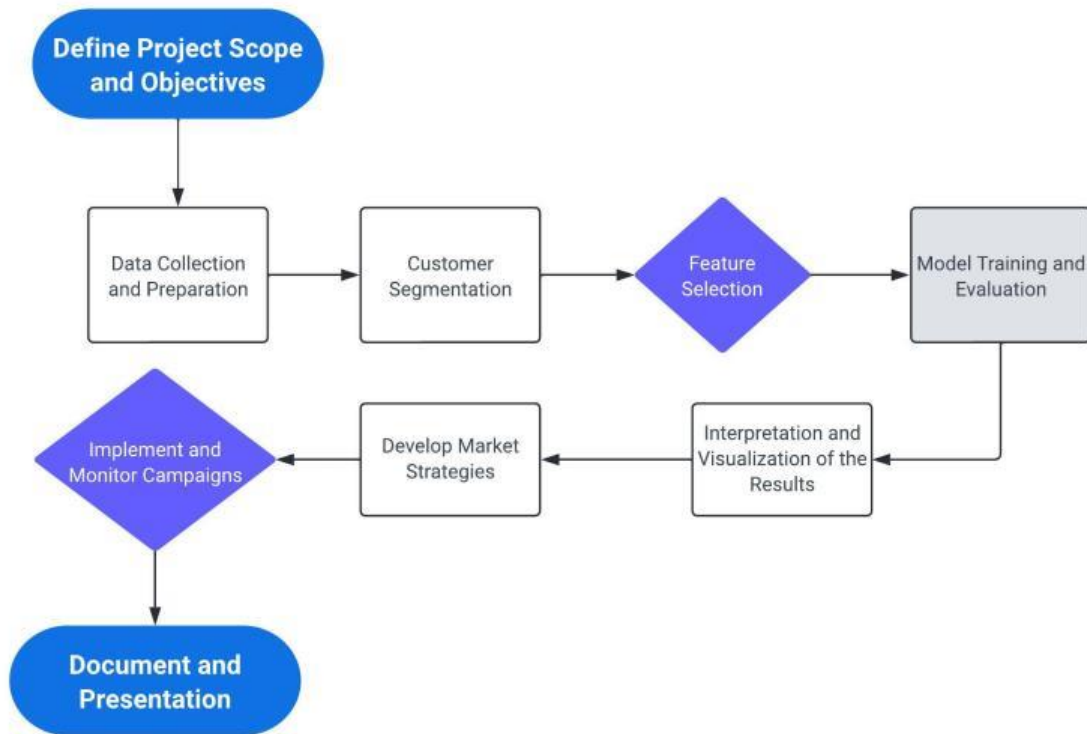 Define Project Scope
and Objectives
Data Collection
and Preparation
Customer
Segmentation
Feature
Selection
Model Training and
Evaluation
Interpretation and
Visualization of the
Results
Develop Market
Strategies
Implement and
Monitor Campaigns
Document and
Presentation